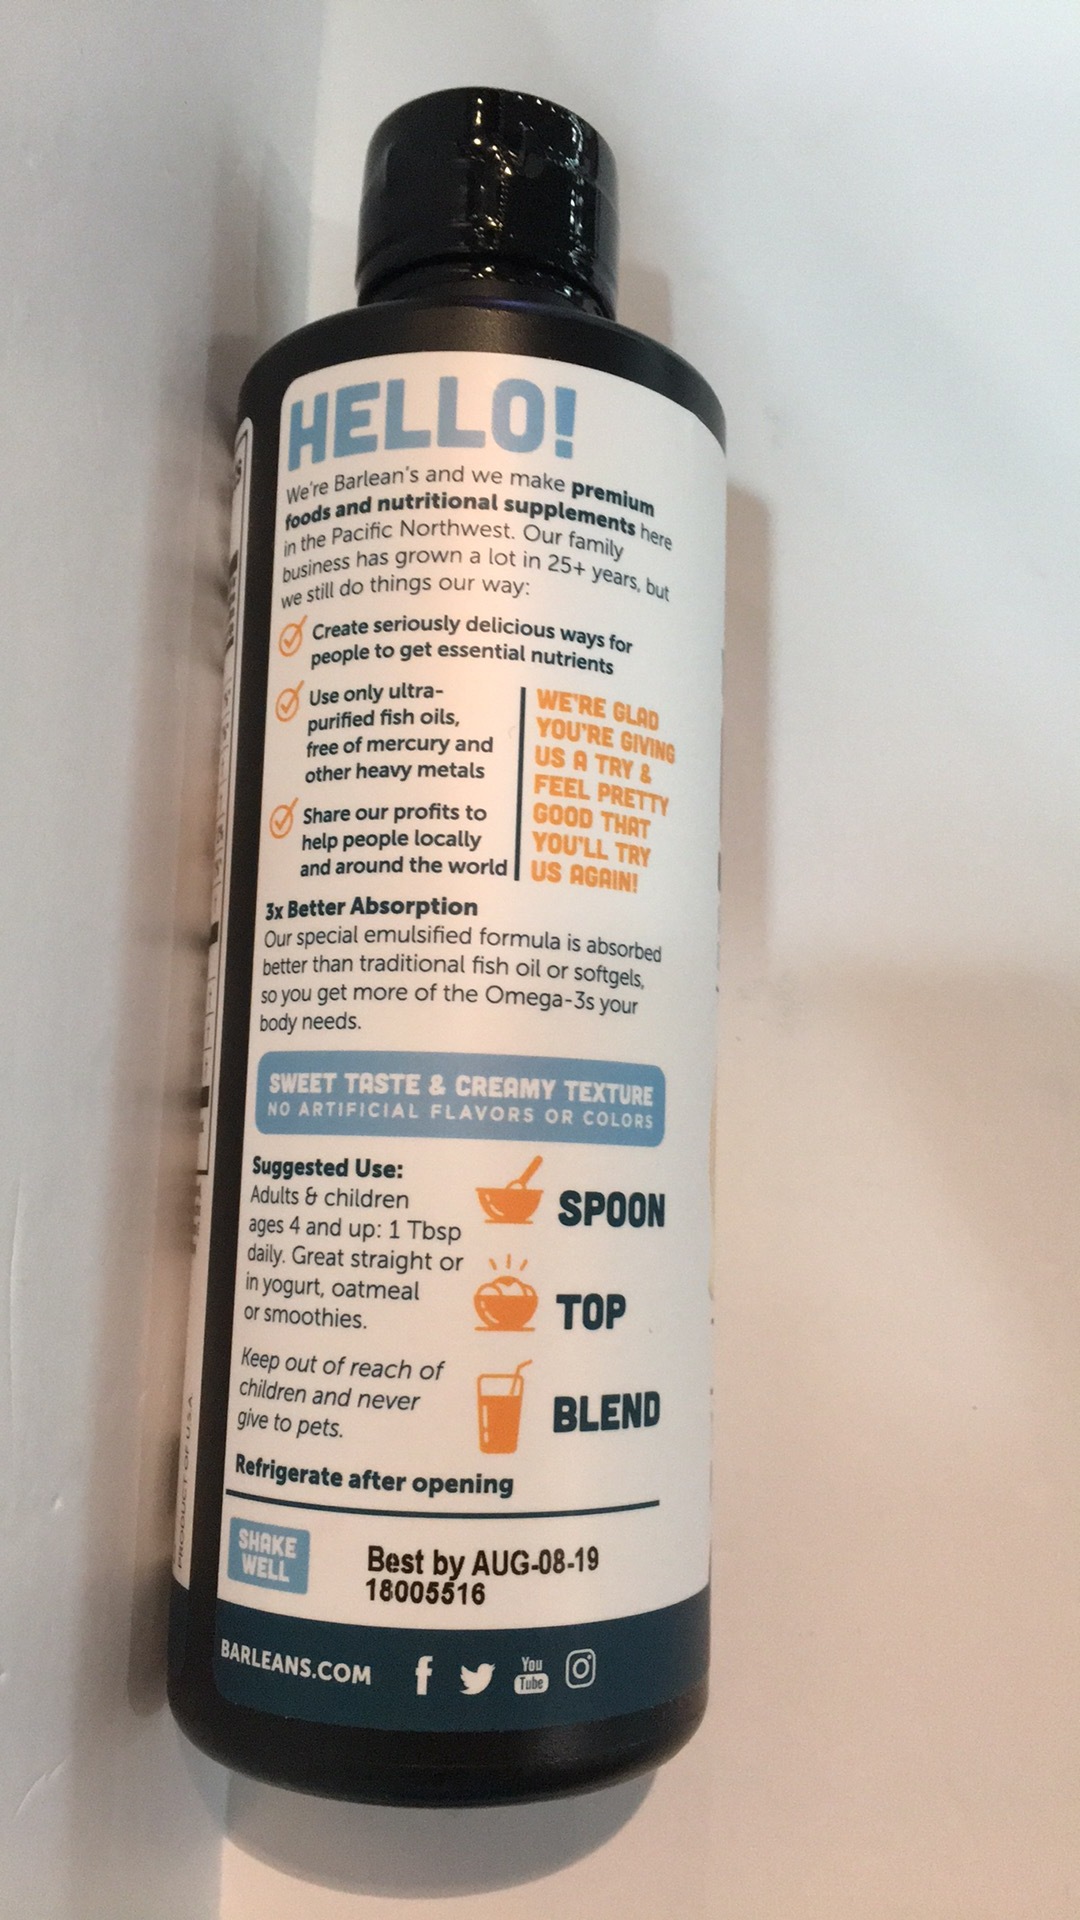 HELLO!
We're Barlean's and we make premium
foods and nutritional supplements here
in the Pacific Northwest. Our family
business has grown a lot in 25+ years, but
we still do things our way:
Create seriously delicious ways for
people to get essential nutrients
Use only ultra-
purified fish oils,
free of mercury and
other heavy metals
Share our profits to
help people locally
and around the world
WE'RE GLAD
YOU'RE GIVING
US A TRY &
FEEL PRETTY
GOOD THAT
YOU'LL TRY
US AGAIN!
3x Better Absorption
Our special emulsified formula is absorbed
better than traditional fish oil or softgels,
so you get more of the Omega-3s your
body needs.
SWEET TASTE & CREAMY TEXTURE
NO ARTIFICIAL FLAVORS OR COLORS
Suggested Use:
Adults & children
ages 4 and up: 1 Tbsp
daily. Great straight or
in yogurt, oatmeal
or smoothies.
Keep out of reach of
children and never
give to pets.
SPOON
TOP
BLEND
Refrigerate after opening
SHAKE
WELL
Best by AUG-08-19
18005516
BARLEANS.COM
f
You
Tube
PRODUCT OF U.S.A